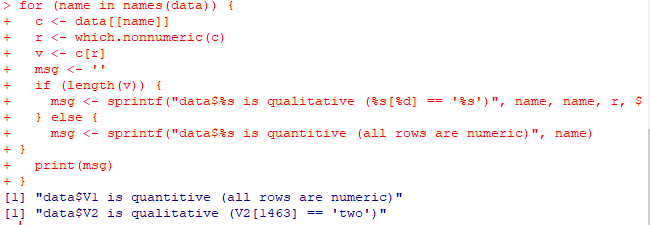 > for (name in names(data)) {
+   c <- data[[name]]
+   r <- which.nonnumeric(c)
+   v <- c[r]
+   msg <- ''
+   if (length(v)) {
+     msg <- sprintf("data$%s is qualitative (%s[%d] == '%s')", name, name, r, $
+   } else {
+     msg <- sprintf("data$%s is quantitive (all rows are numeric)", name)
+ }
+   print(msg)
+ }
[1] "data$V1 is quantitive (all rows are numeric)"
[1] "data$V2 is qualitative (V2[1463] == 'two')"